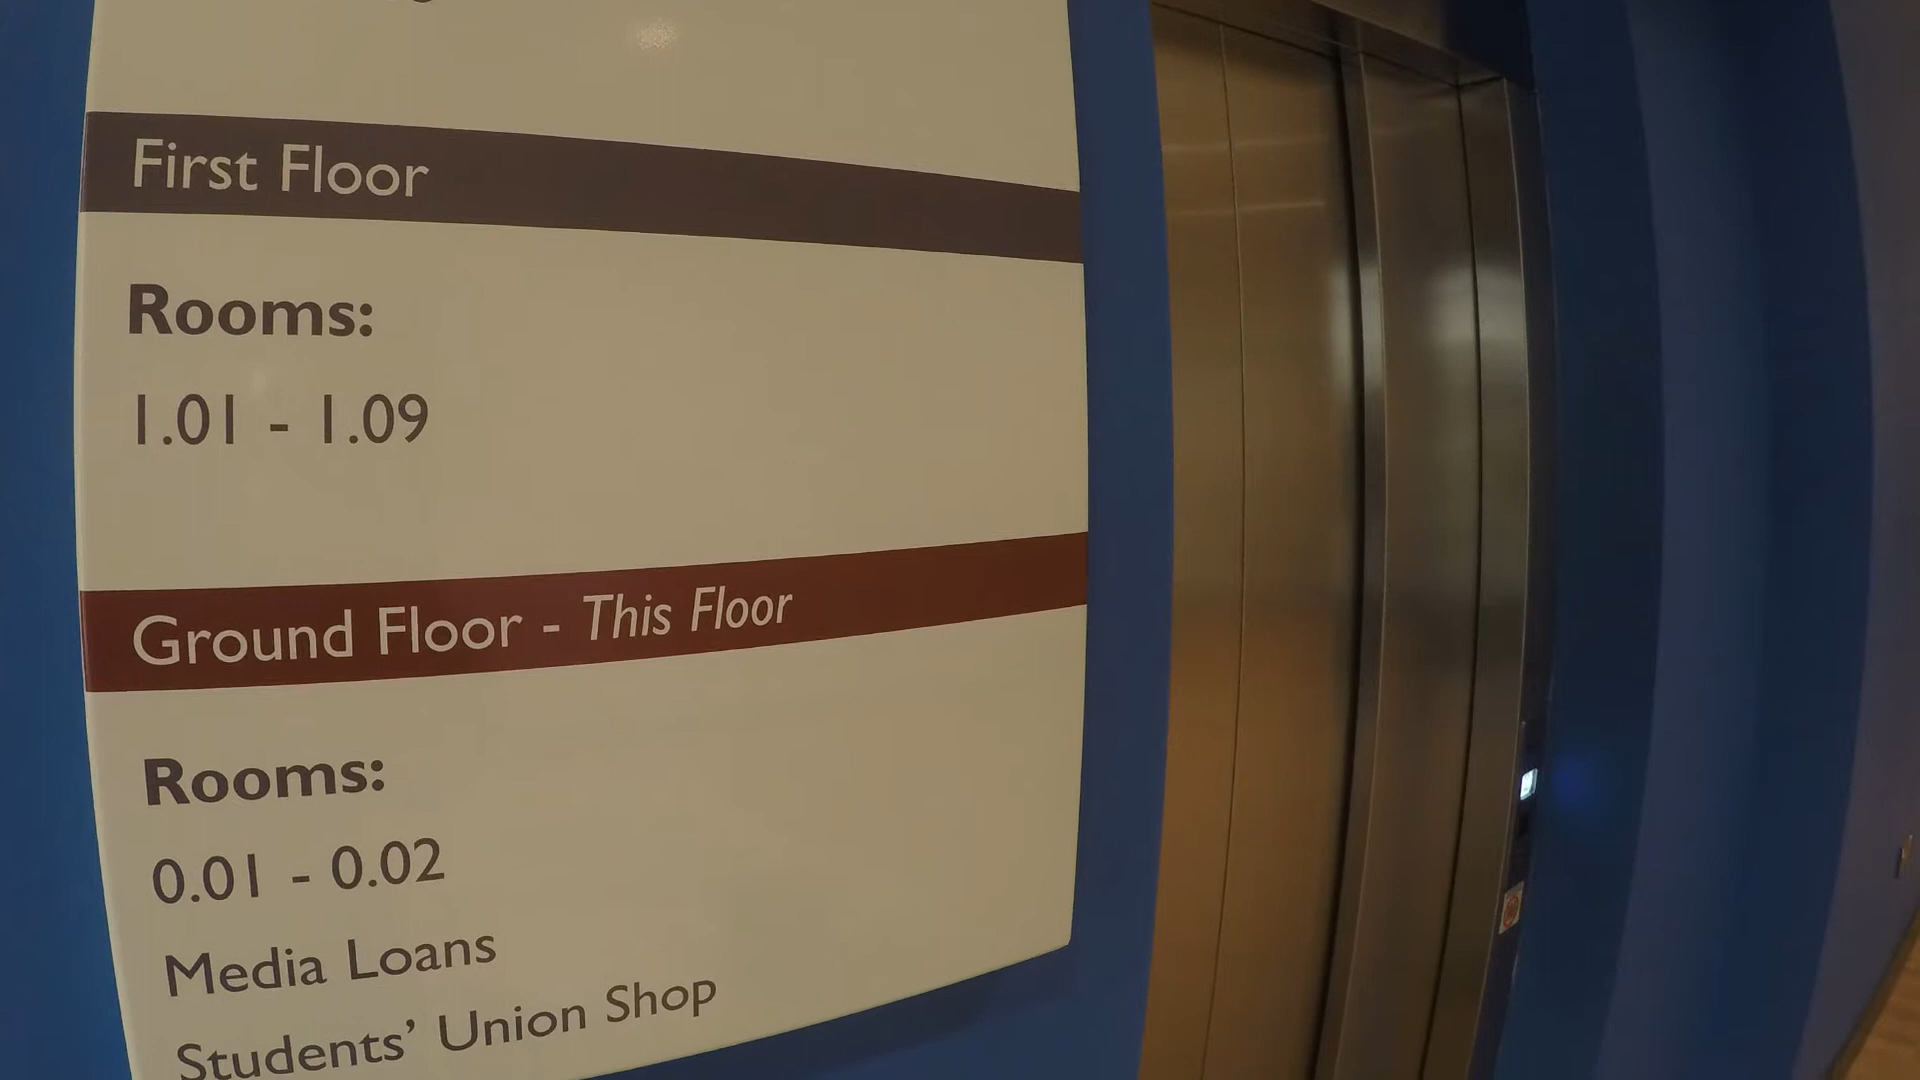 First Floor
Rooms:
1.01 - 1.09
Ground Floor - This Floor
Rooms:
0.01 - 0.02
Media Loans
Students' Union Shop